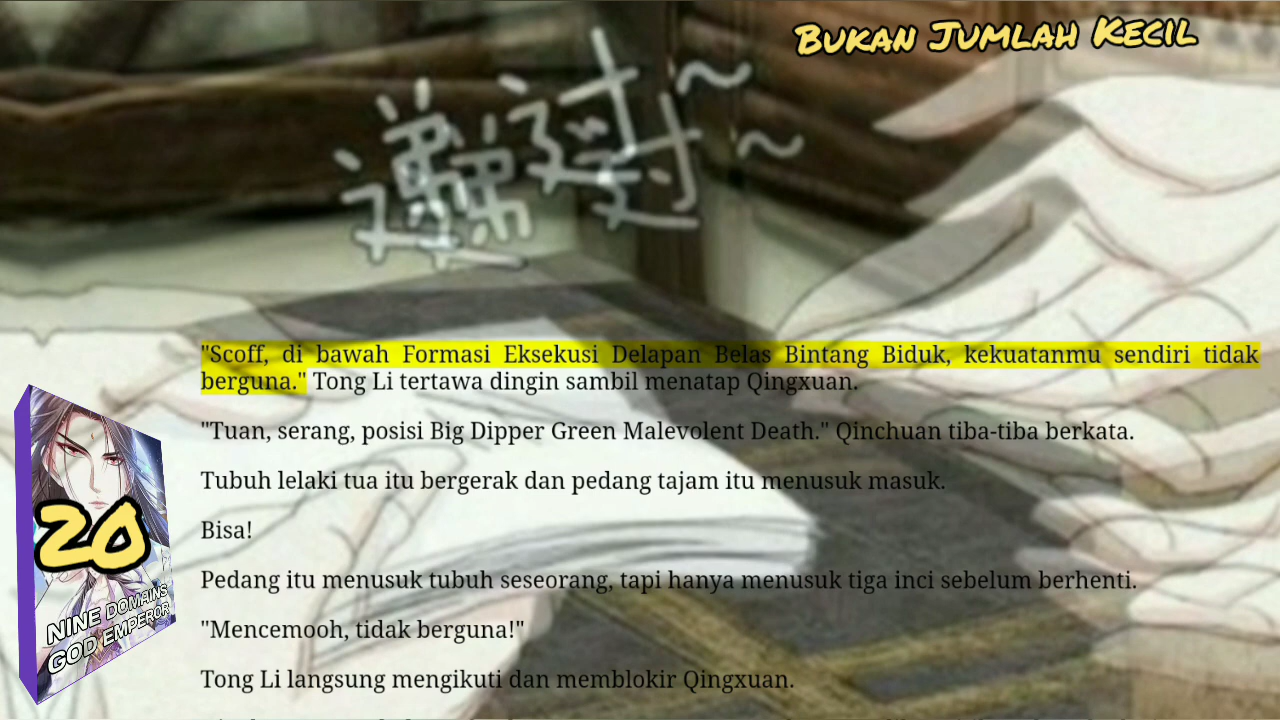 Bukan Jumlah Kecil
递过~~
"Scoff, di bawah Formasi Eksekusi Delapan Belas Bintang Biduk, kekuatanmu sendiri tidak
berguna." Tong Li tertawa dingin sambil menatap Qingxuan.
"Tuan, serang, posisi Big Dipper Green Malevolent Death." Qinchuan tiba-tiba berkata.
Tubuh lelaki tua itu bergerak dan pedang tajam itu menusuk masuk.
Bisa!
Pedang itu menusuk tubuh seseorang, tapi hanya menusuk tiga inci sebelum berhenti.
"Mencemooh, tidak berguna!"
Tong Li langsung mengikuti dan memblokir Qingxuan.
20
NINE DOMAINS
GOD EMPEROR